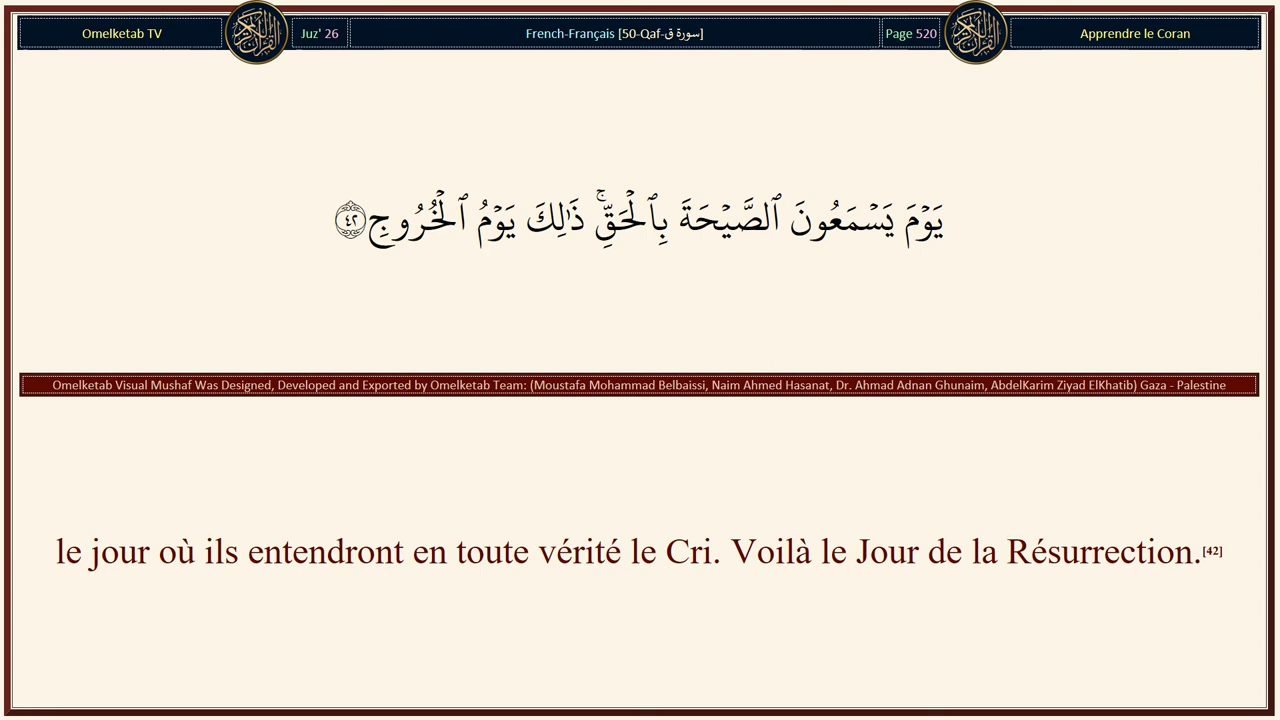 Omelketab TV
Juz' 26
French-Français [50-Qaf-سورة ق]
Page 520
Apprendre le Coran
يَوۡمَ يَسۡمَعُونَ ٱلصَّيۡحَةَ بِٱلۡحَقِّۚ ذَٰلِكَ يَوۡمُ ٱلۡخُرُوجِ ٤٢
Omelketab Visual Mushaf Was Designed, Developed and Exported by Omelketab Team: (Moustafa Mohammad Belbaissi, Naim Ahmed Hasanat, Dr. Ahmad Adnan Ghunaim, AbdelKarim Ziyad ElKhatib) Gaza - Palestine
le jour où ils entendront en toute vérité le Cri. Voilà le Jour de la Résurrection.[42]